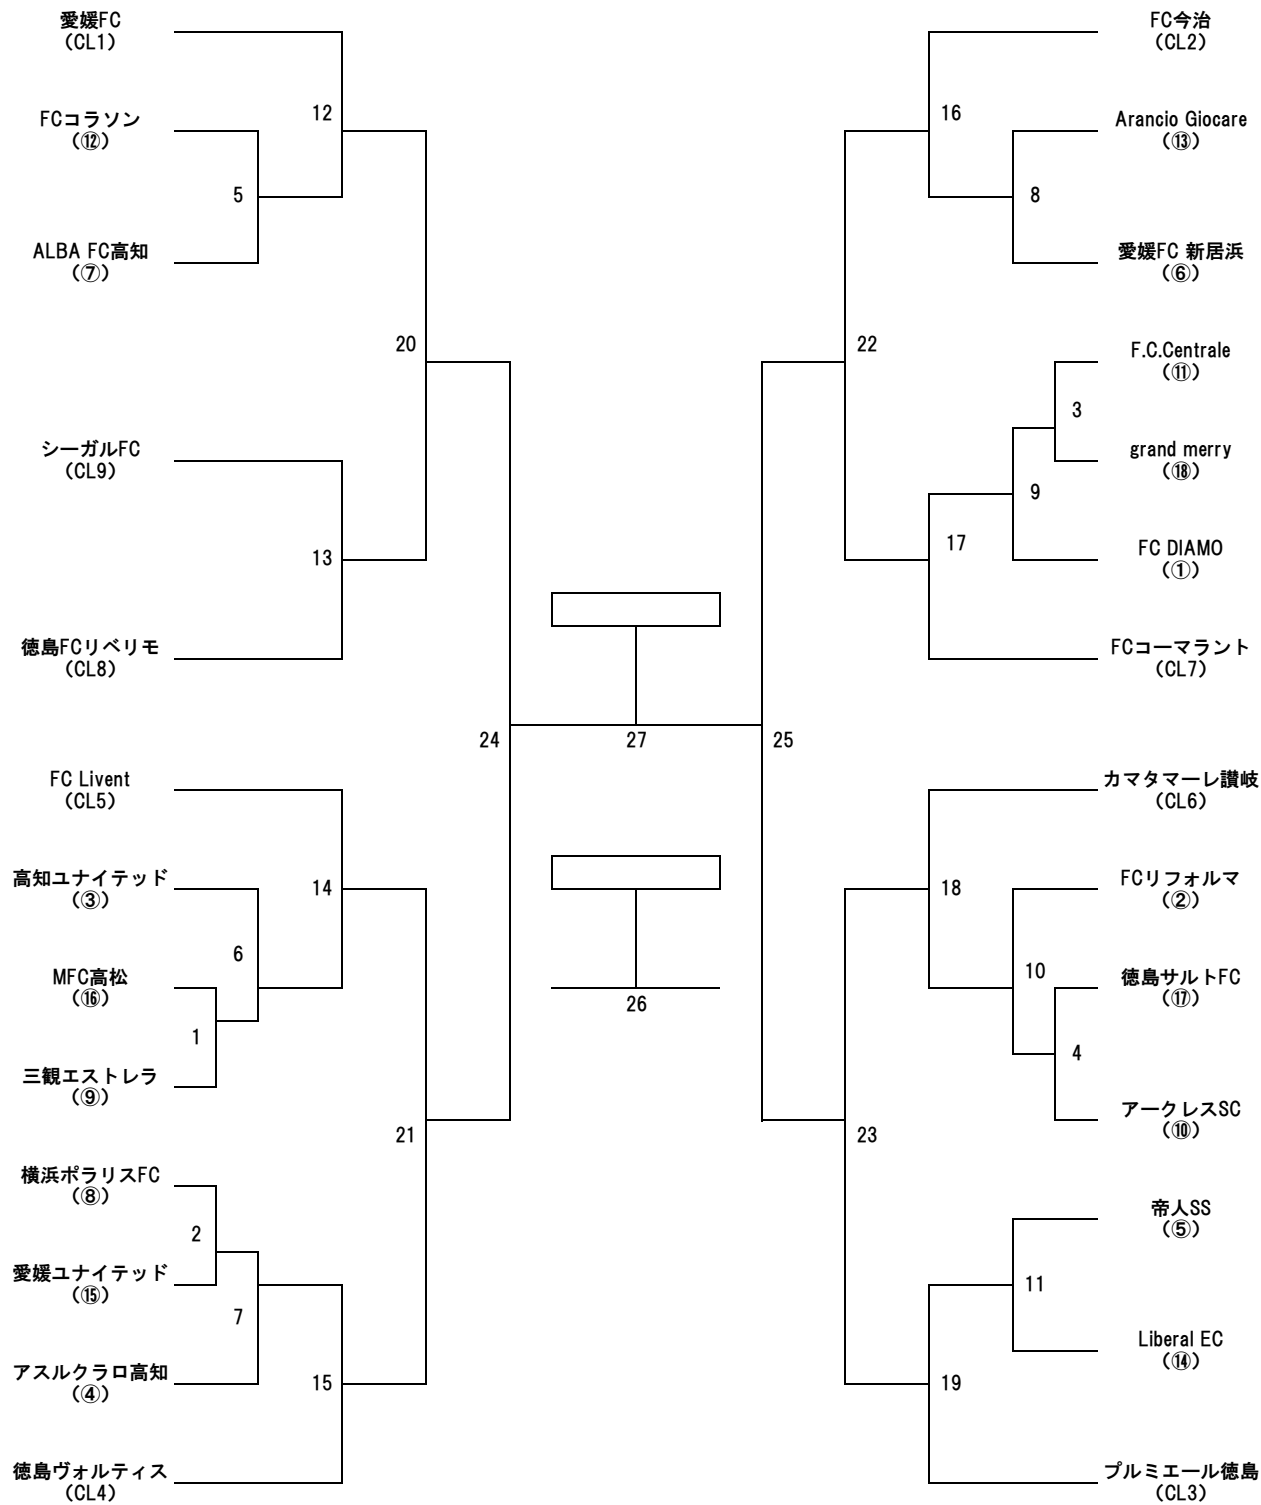 愛媛FC
（CL1）
FCコラソン
（⑫）
ALBA FC高知
（⑦）
シーガルFC
（CL9）
徳島FCリベリモ
（CL8）
FC Livent
（CL5）
高知ユナイテッド
（③）
MFC高松
（⑯）
三観エストレラ
（⑨）
横浜ポラリスFC
（⑧）
愛媛ユナイテッド
（⑮）
アスルクラロ高知
（④）
徳島ヴォルティス
（CL4）
12
5
20
13
24
14
6
1
21
2
7
15
27
26
25
16
8
22
3
9
17
18
10
4
23
11
19
FC今治
（CL2）
Arancio Giocare
（⑬）
愛媛FC 新居浜
（⑥）
F.C.Centrale
（⑪）
grand merry
（⑱）
FC DIAMO
（①）
FCコーマラント
（CL7）
カマタマーレ讃岐
（CL6）
FCリフォルマ
（②）
徳島サルトFC
（⑰）
アークレスSC
（⑩）
帝人SS
（⑤）
Liberal EC
（⑭）
プルミエール徳島
（CL3）